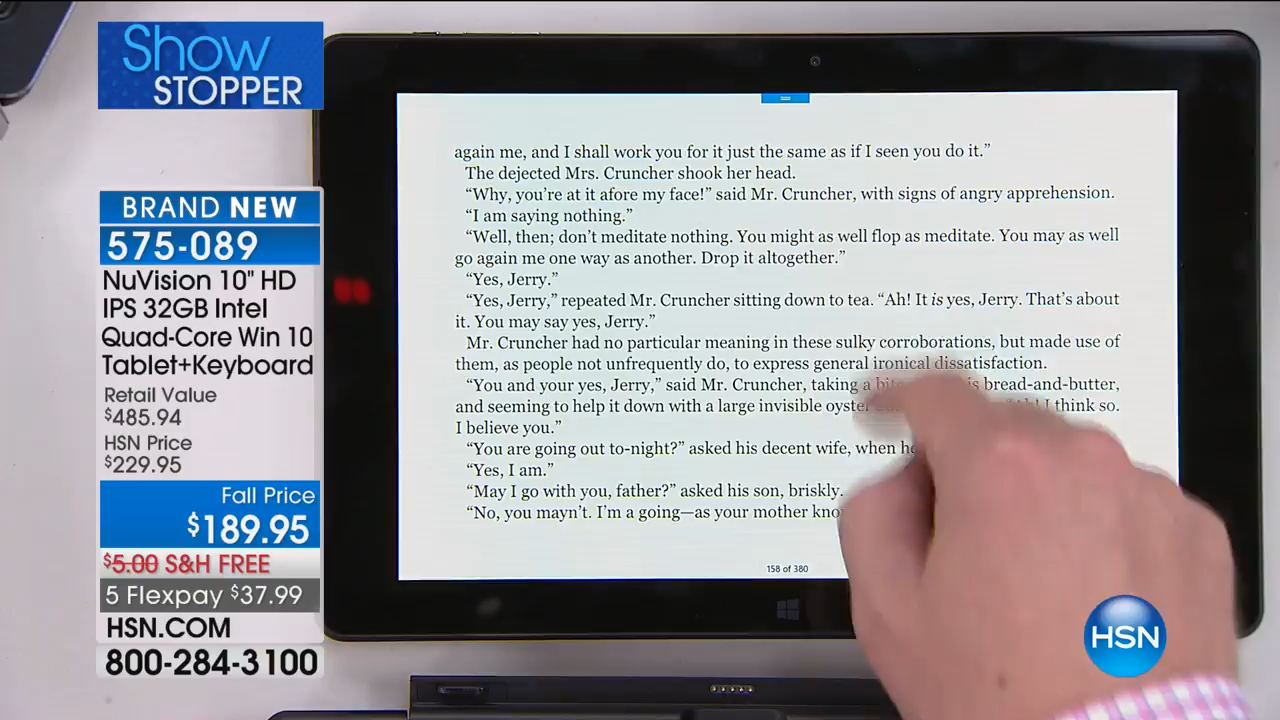 Show
STOPPER
BRAND NEW
575-089
NuVision 10" HD
IPS 32GB Intel
Quad-Core Win 10
Tablet+Keyboard
Retail Value
$485.94
HSN Price
$229.95
Fall Price
$189.95
$5.00 S&H FREE
5 Flexpay $37.99
HSN.COM
800-284-3100
again me, and I shall work you for it just the same as if I seen you do it.”
The dejected Mrs. Cruncher shook her head.
“Why, you’re at it afore my face!” said Mr. Cruncher, with signs of angry apprehension.
“I am saying nothing.”
“Well, then; don’t meditate nothing. You might as well flop as meditate. You may as well
go again me one way as another. Drop it altogether.”
“Yes, Jerry.”
“Yes, Jerry,” repeated Mr. Cruncher sitting down to tea. “Ah! It is yes, Jerry. That’s about
it. You may say yes, Jerry.”
Mr. Cruncher had no particular meaning in these sulky corroborations, but made use of
them, as people not unfrequently do, to express general ironical dissatisfaction.
“You and your yes, Jerry,” said Mr. Cruncher, taking a bite is bread-and-butter,
and seeming to help it down with a large invisible oyster I think so.
I believe you.”
“You are going out to-night?” asked his decent wife, when
“Yes, I am.”
“May I go with you, father?” asked his son, briskly.
“No, you mayn’t. I’m a going—as your mother
158 of 380
HSN